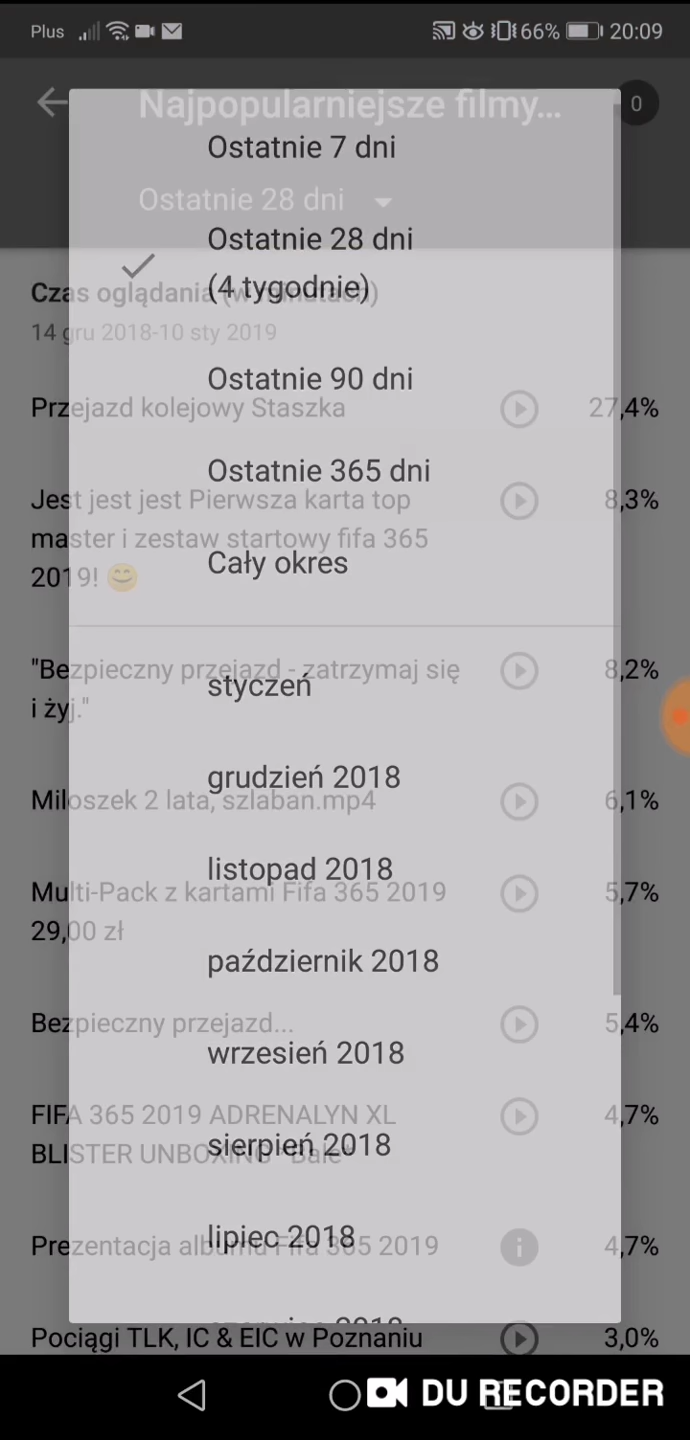 Plus 66% 20:09
Najpopularniejsze filmy... 0
Ostatnie 7 dni
Ostatnie 28 dni
Ostatnie 28 dni
(4 tygodnie)
Czas oglądania (w minutach)
14 gru 2018-10 sty 2019
Ostatnie 90 dni
Przejazd kolejowy Staszka 27,4%
Ostatnie 365 dni
Jest jest jest Pierwsza karta top 8,3%
master i zestaw startowy fifa 365
Cały okres
2019! 😄
"Bezpieczny przejazd - zatrzymaj się 8,2%
styczeń
i żyj."
grudzień 2018
Miloszek 2 lata, szlaban.mp4 6,1%
listopad 2018
Multi-Pack z kartami Fifa 365 2019 5,7%
29,00 zł
październik 2018
Bezpieczny przejazd... 5,4%
wrzesień 2018
FIFA 365 2019 ADRENALYN XL 4,7%
sierpień 2018
BLISTER UNBOXING "Bale"
lipiec 2018
Prezentacja albumu Fifa 365 2019 4,7%
czerwiec 2018
Pociągi TLK, IC & EIC w Poznaniu 3,0%
DU RECORDER